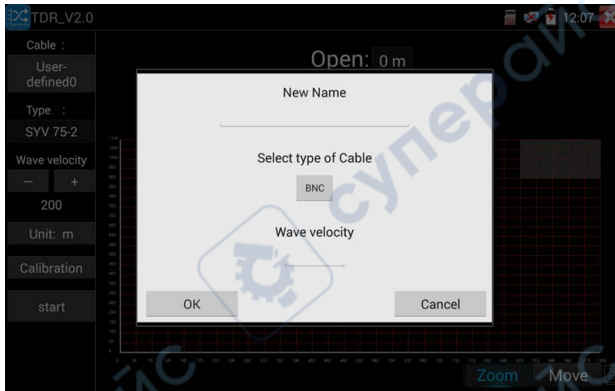 TDR_V2.0
12:07
Cable :
User-
defined0
Type :
SYV 75-2
Wave velocity
– +
200
Unit: m
Calibration
start
Open: 0 m
New Name
Select type of Cable
BNC
Wave velocity
OK Cancel
Zoom Move
суперайс